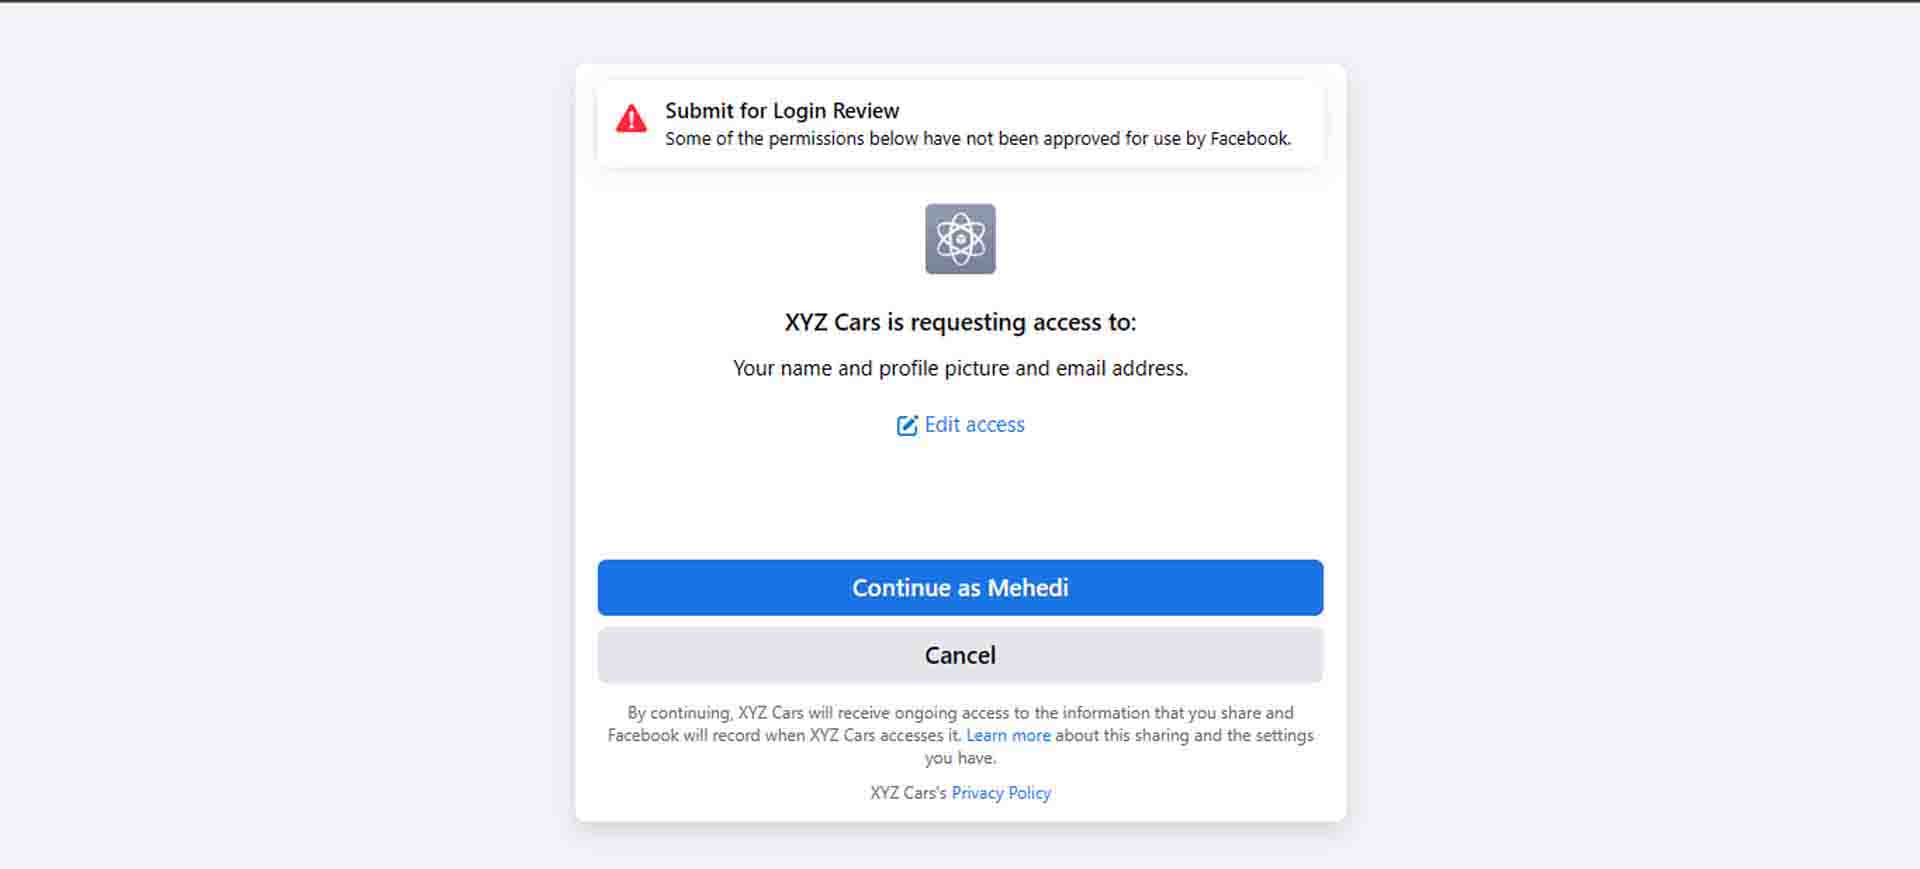 Submit for Login Review
Some of the permissions below have not been approved for use by Facebook.
XYZ Cars is requesting access to:
Your name and profile picture and email address.
Edit access
Continue as Mehedi
Cancel
By continuing, XYZ Cars will receive ongoing access to the information that you share and
Facebook will record when XYZ Cars accesses it. Learn more about this sharing and the settings
you have.
XYZ Cars's Privacy Policy